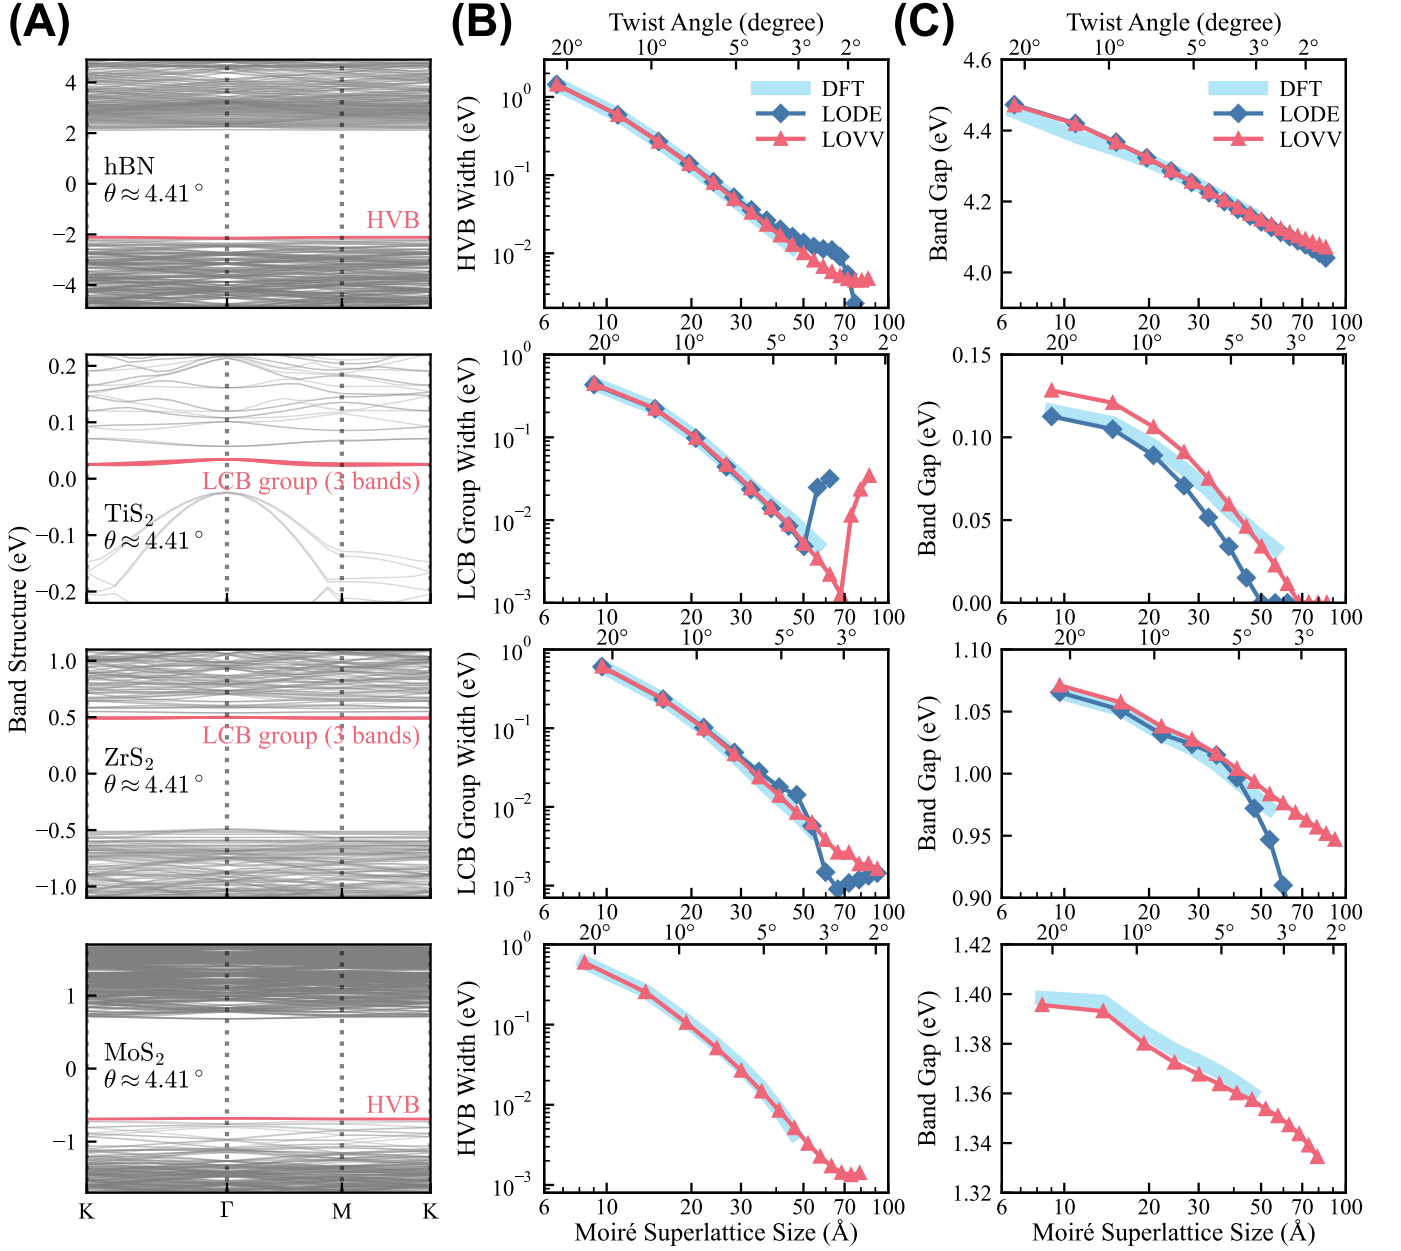 (A)
(B)
(C)
Band Structure (eV)
4
2
0
−2
−4
hBN
θ ≈ 4.41°
HVB
0.2
0.1
0.0
−0.1
−0.2
LCB group (3 bands)
TiS2
θ ≈ 4.41°
1.0
0.5
0.0
−0.5
−1.0
LCB group (3 bands)
ZrS2
θ ≈ 4.41°
1
0
−1
MoS2
θ ≈ 4.41°
HVB
K Γ M K
Twist Angle (degree)
20° 10° 5° 3° 2°
HVB Width (eV)
10^0
10^−1
10^−2
DFT
LODE
LOVV
6 10 20 30 50 70 100
20° 10° 5° 3° 2°
LCB Group Width (eV)
10^0
10^−1
10^−2
10^−3
6 10 20 30 50 70 100
20° 10° 5° 3°
LCB Group Width (eV)
10^0
10^−1
10^−2
10^−3
6 10 20 30 50 70 100
20° 10° 5° 3° 2°
HVB Width (eV)
10^0
10^−1
10^−2
10^−3
6 10 20 30 50 70 100
Moiré Superlattice Size (Å)
Twist Angle (degree)
20° 10° 5° 3° 2°
Band Gap (eV)
4.6
4.4
4.2
4.0
DFT
LODE
LOVV
6 10 20 30 50 70 100
20° 10° 5° 3° 2°
Band Gap (eV)
0.15
0.10
0.05
0.00
6 10 20 30 50 70 100
20° 10° 5° 3°
Band Gap (eV)
1.10
1.05
1.00
0.95
0.90
6 10 20 30 50 70 100
20° 10° 5° 3° 2°
Band Gap (eV)
1.42
1.40
1.38
1.36
1.34
1.32
6 10 20 30 50 70 100
Moiré Superlattice Size (Å)